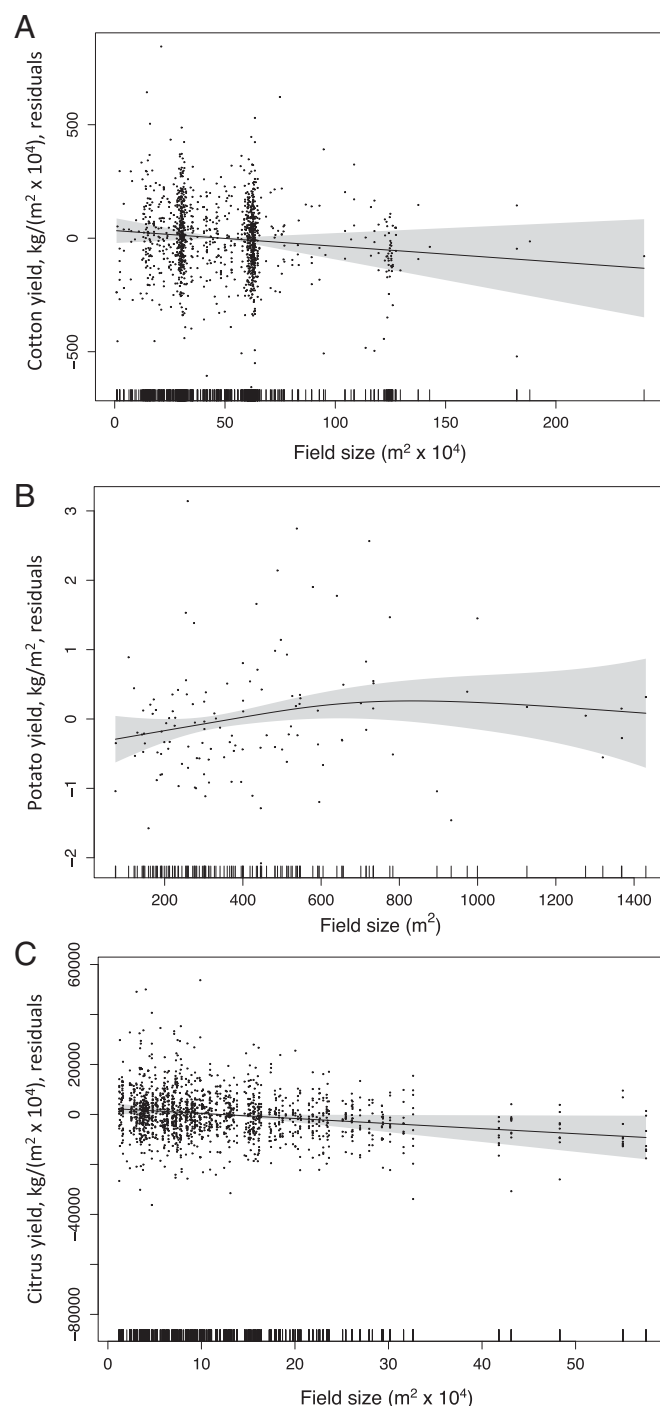 A
Cotton yield, kg/(m² x 10⁴), residuals
500
0
−500
0 50 100 150 200
Field size (m² x 10⁴)
B
Potato yield, kg/m², residuals
3
2
1
0
−1
−2
200 400 600 800 1000 1200 1400
Field size (m²)
C
Citrus yield, kg/(m² x 10⁴), residuals
60000
20000
0
−40000
−80000
0 10 20 30 40 50
Field size (m² x 10⁴)